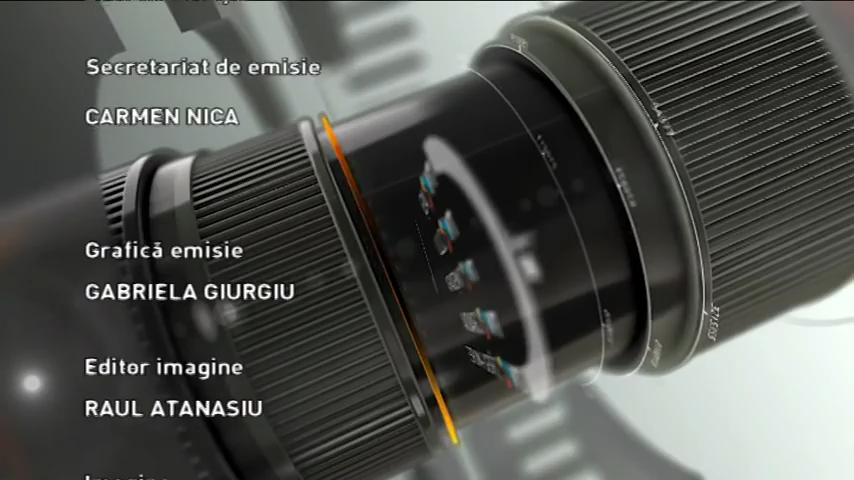 Secretariat de emisie
CARMEN NICA
Grafică emisie
GABRIELA GIURGIU
Editor imagine
RAUL ATANASIU